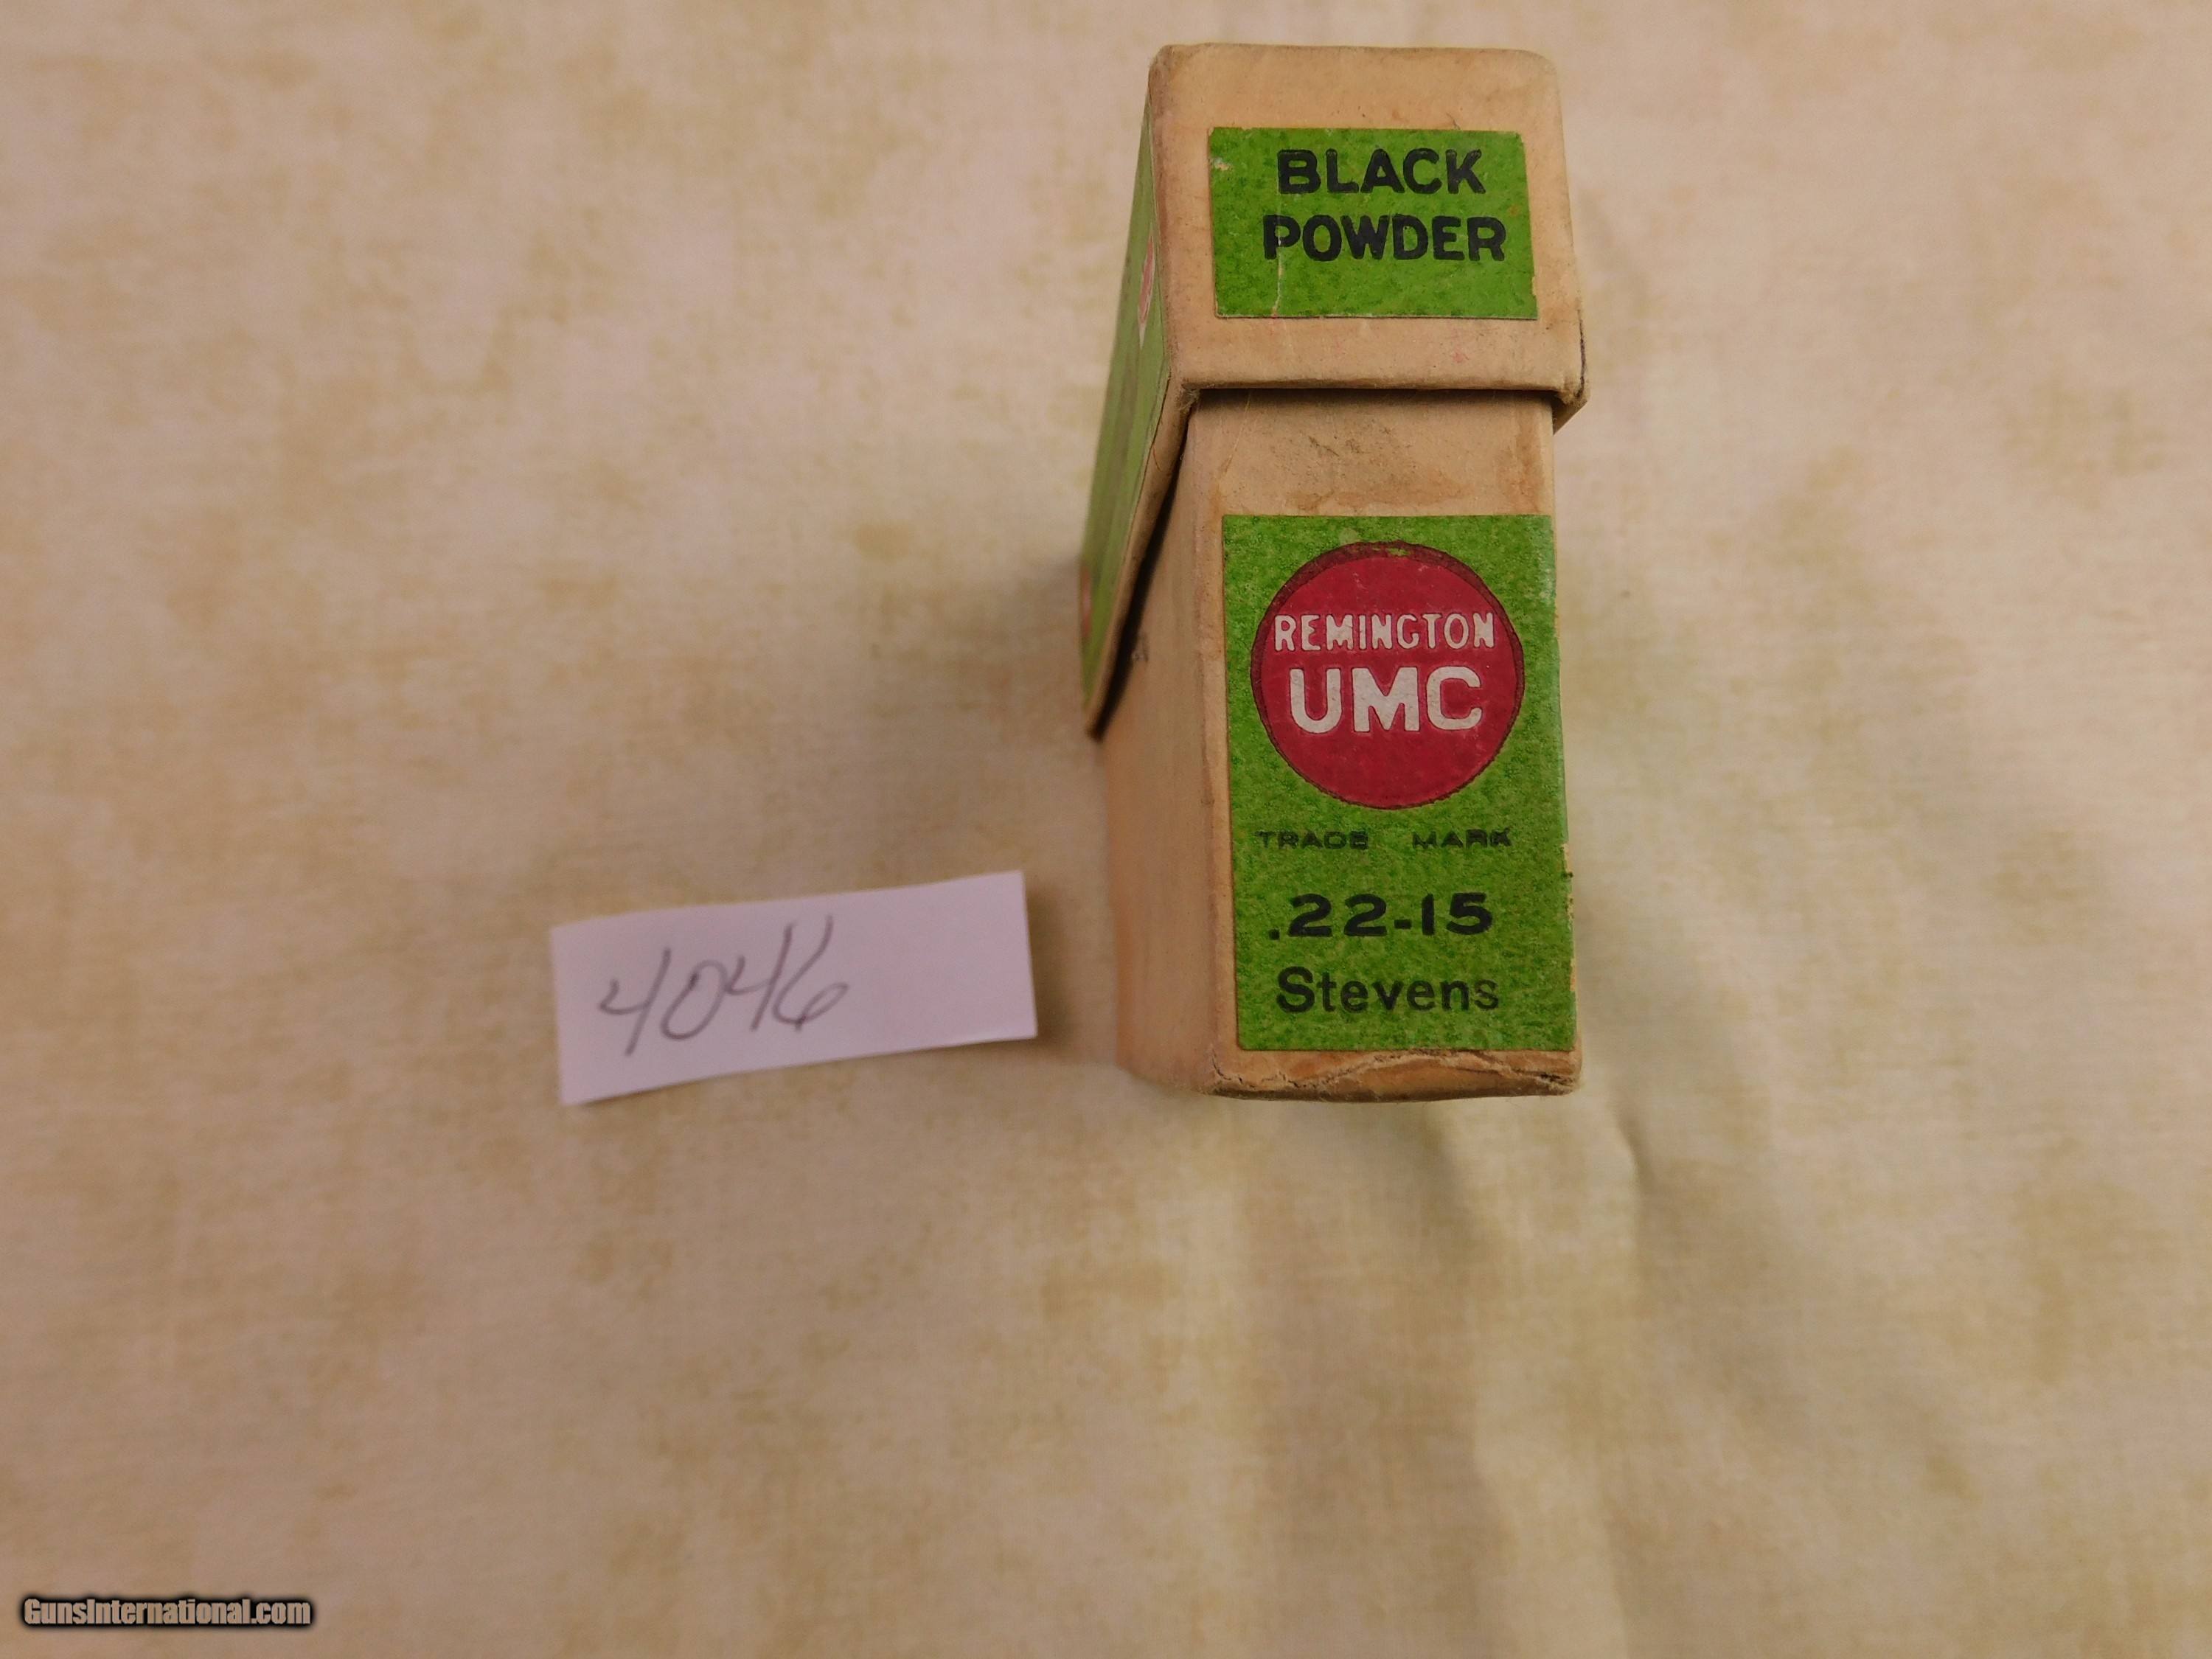 BLACK
POWDER
REMINGTON
UMC
TRADE MARK
.22-15
Stevens
4046
GunsInternational.com